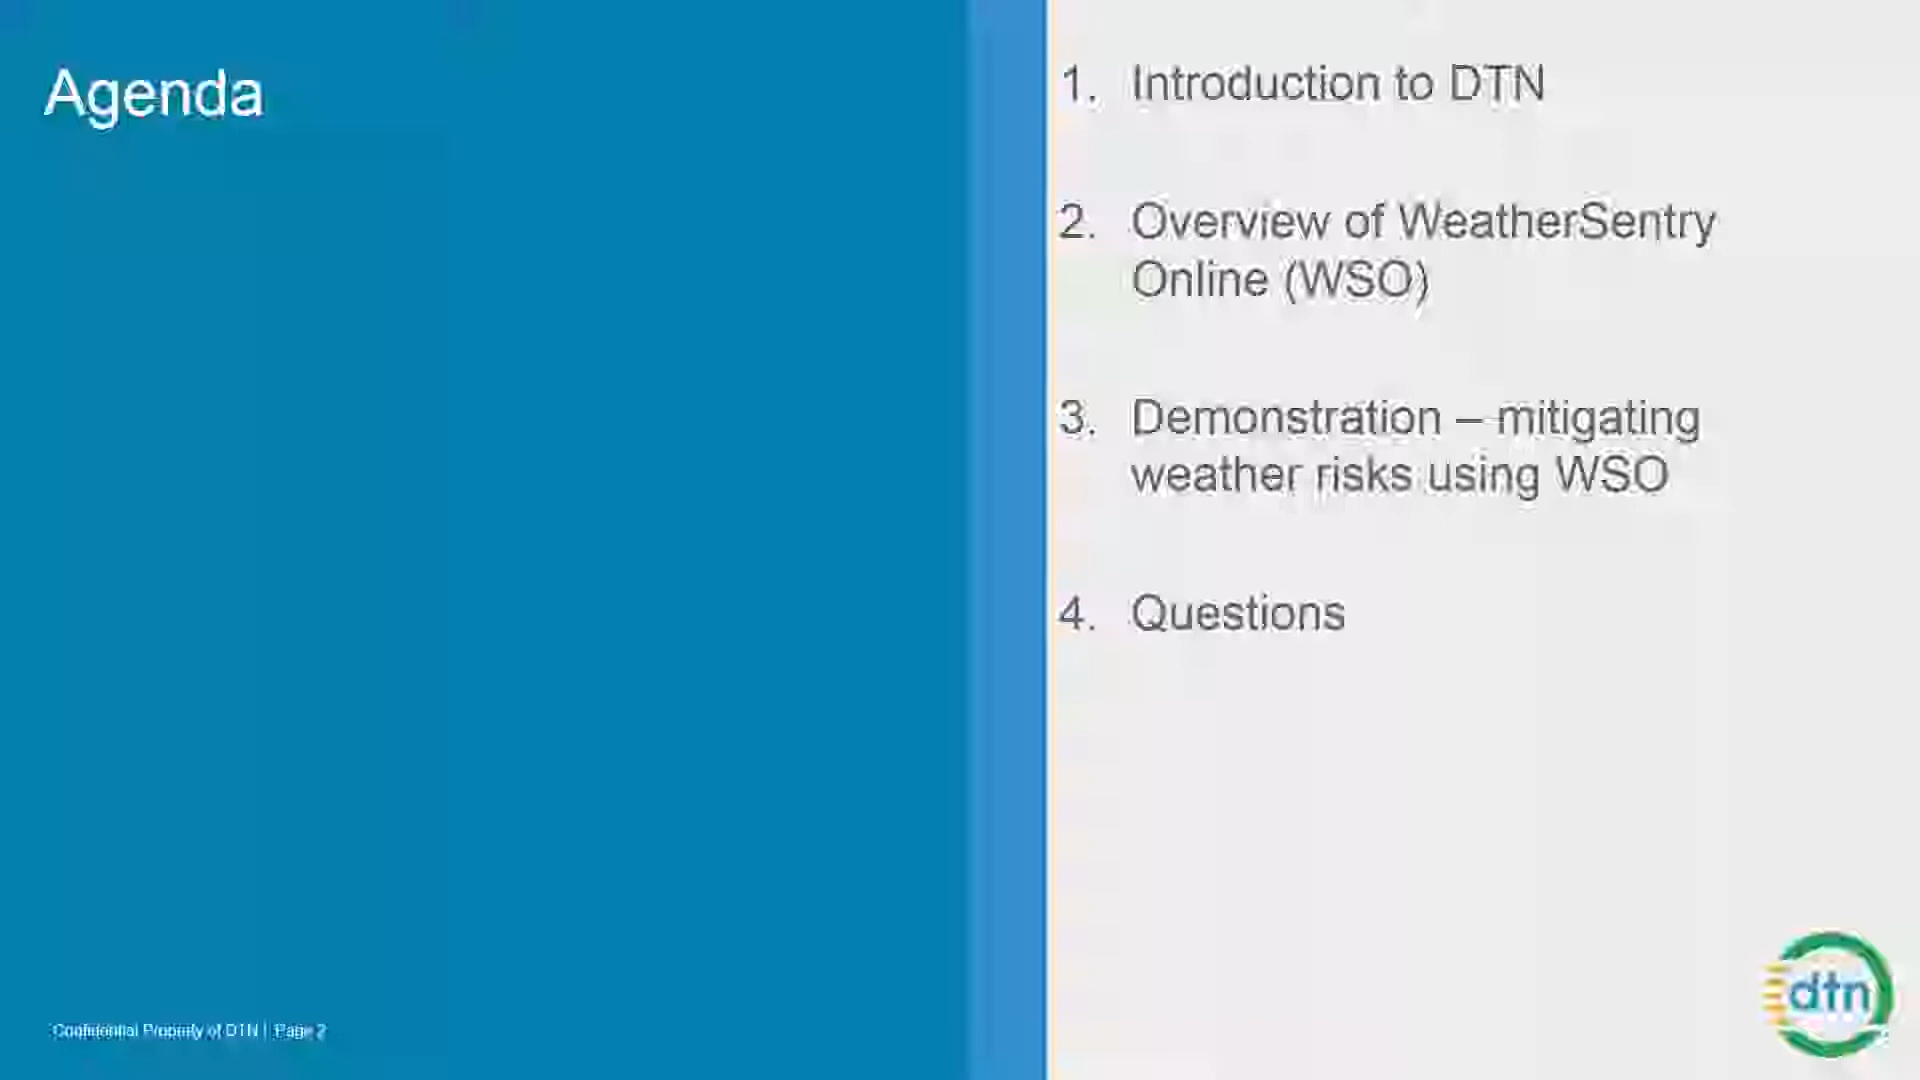 Agenda
1. Introduction to DTN
2. Overview of WeatherSentry
Online (WSO)
3. Demonstration – mitigating
weather risks using WSO
4. Questions
Confidential Property of DTN | Page 2
dtn